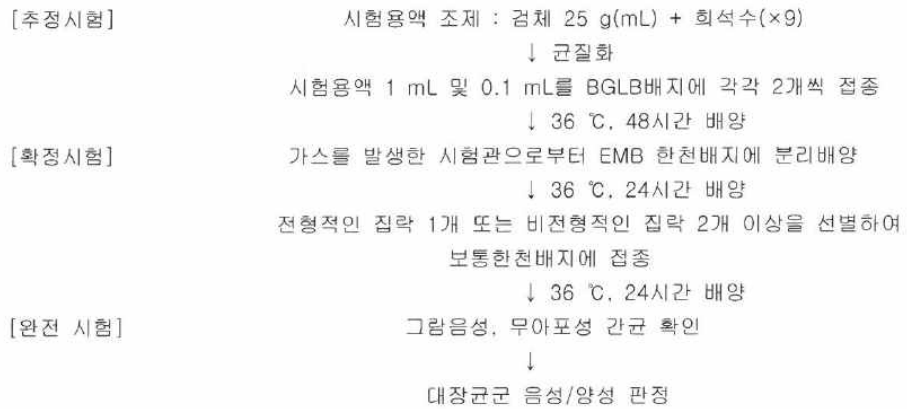 [추정시험] 시험용액 조제 : 검체 25 g(mL) + 희석수(×9)
↓ 균질화
시험용액 1 mL 및 0.1 mL를 BGLB배지에 각각 2개씩 접종
↓ 36 ℃, 48시간 배양
[확정시험] 가스를 발생한 시험관으로부터 EMB 한천배지에 분리배양
↓ 36 ℃, 24시간 배양
전형적인 집락 1개 또는 비전형적인 집락 2개 이상을 선별하여
보통한천배지에 접종
↓ 36 ℃, 24시간 배양
[완전 시험] 그람음성, 무아포성 간균 확인
↓
대장균군 음성/양성 판정